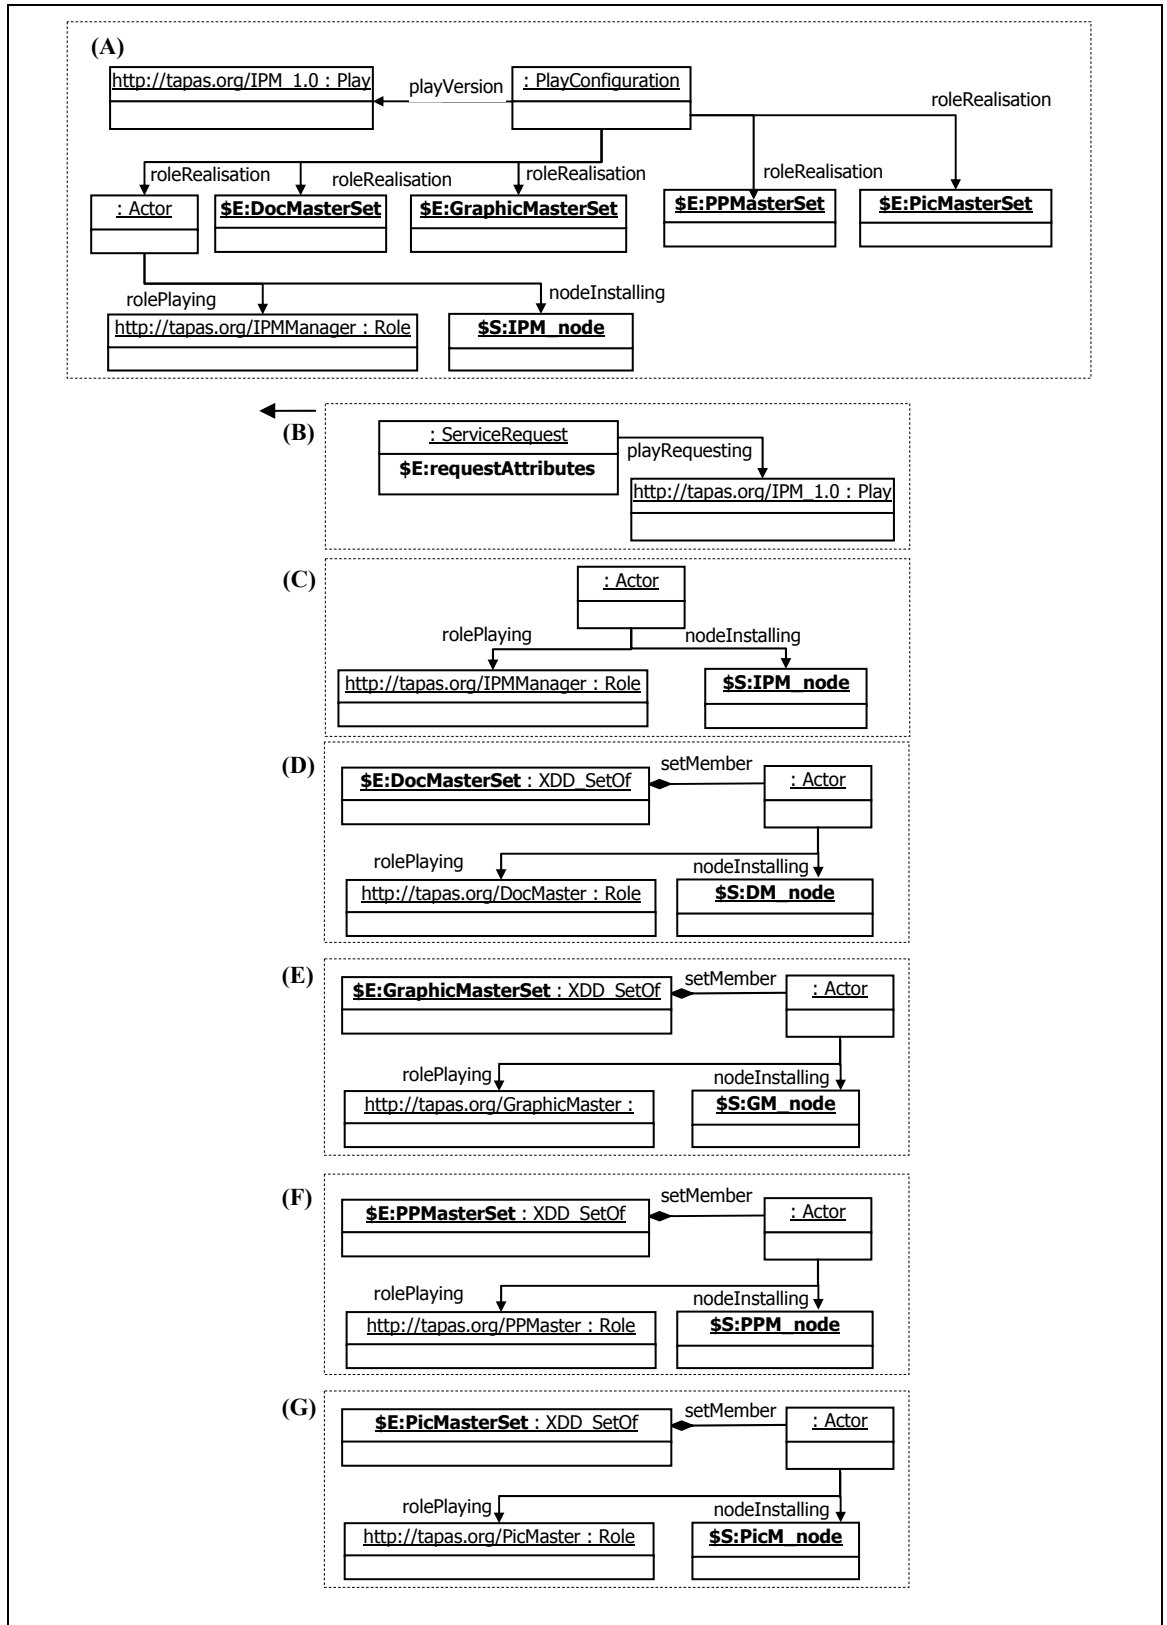 (A)
http://tapas.org/IPM_1.0 : Play
playVersion
: PlayConfiguration
roleRealisation
roleRealisation
roleRealisation
roleRealisation
roleRealisation
: Actor
$E:DocMasterSet
$E:GraphicMasterSet
$E:PPMasterSet
$E:PicMasterSet
rolePlaying
nodeInstalling
http://tapas.org/IPMManager : Role
$S:IPM_node
(B)
: ServiceRequest
$E:requestAttributes
playRequesting
http://tapas.org/IPM_1.0 : Play
(C)
: Actor
rolePlaying
nodeInstalling
http://tapas.org/IPMManager : Role
$S:IPM_node
(D)
$E:DocMasterSet : XDD_SetOf
setMember
: Actor
rolePlaying
nodeInstalling
http://tapas.org/DocMaster : Role
$S:DM_node
(E)
$E:GraphicMasterSet : XDD_SetOf
setMember
: Actor
rolePlaying
nodeInstalling
http://tapas.org/GraphicMaster :
$S:GM_node
(F)
$E:PPMasterSet : XDD_SetOf
setMember
: Actor
rolePlaying
nodeInstalling
http://tapas.org/PPMaster : Role
$S:PPM_node
(G)
$E:PicMasterSet : XDD_SetOf
setMember
: Actor
rolePlaying
nodeInstalling
http://tapas.org/PicMaster : Role
$S:PicM_node